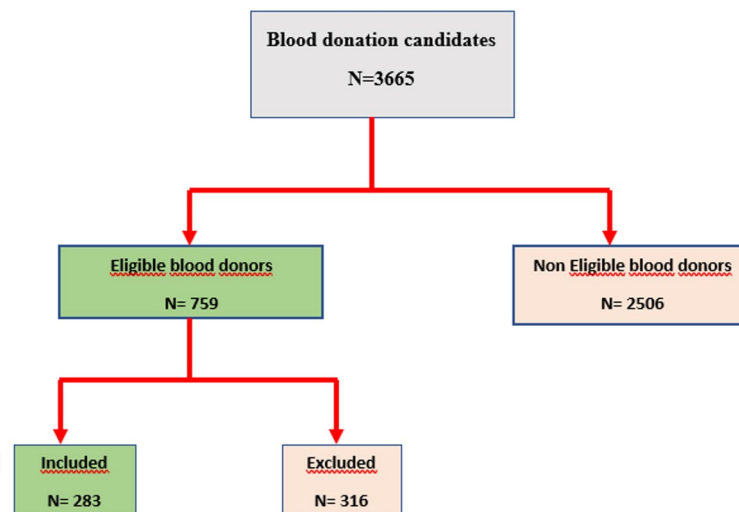 Blood donation candidates
N=3665
Eligible blood donors
N= 759
Non Eligible blood donors
N= 2506
Included
N= 283
Excluded
N= 316